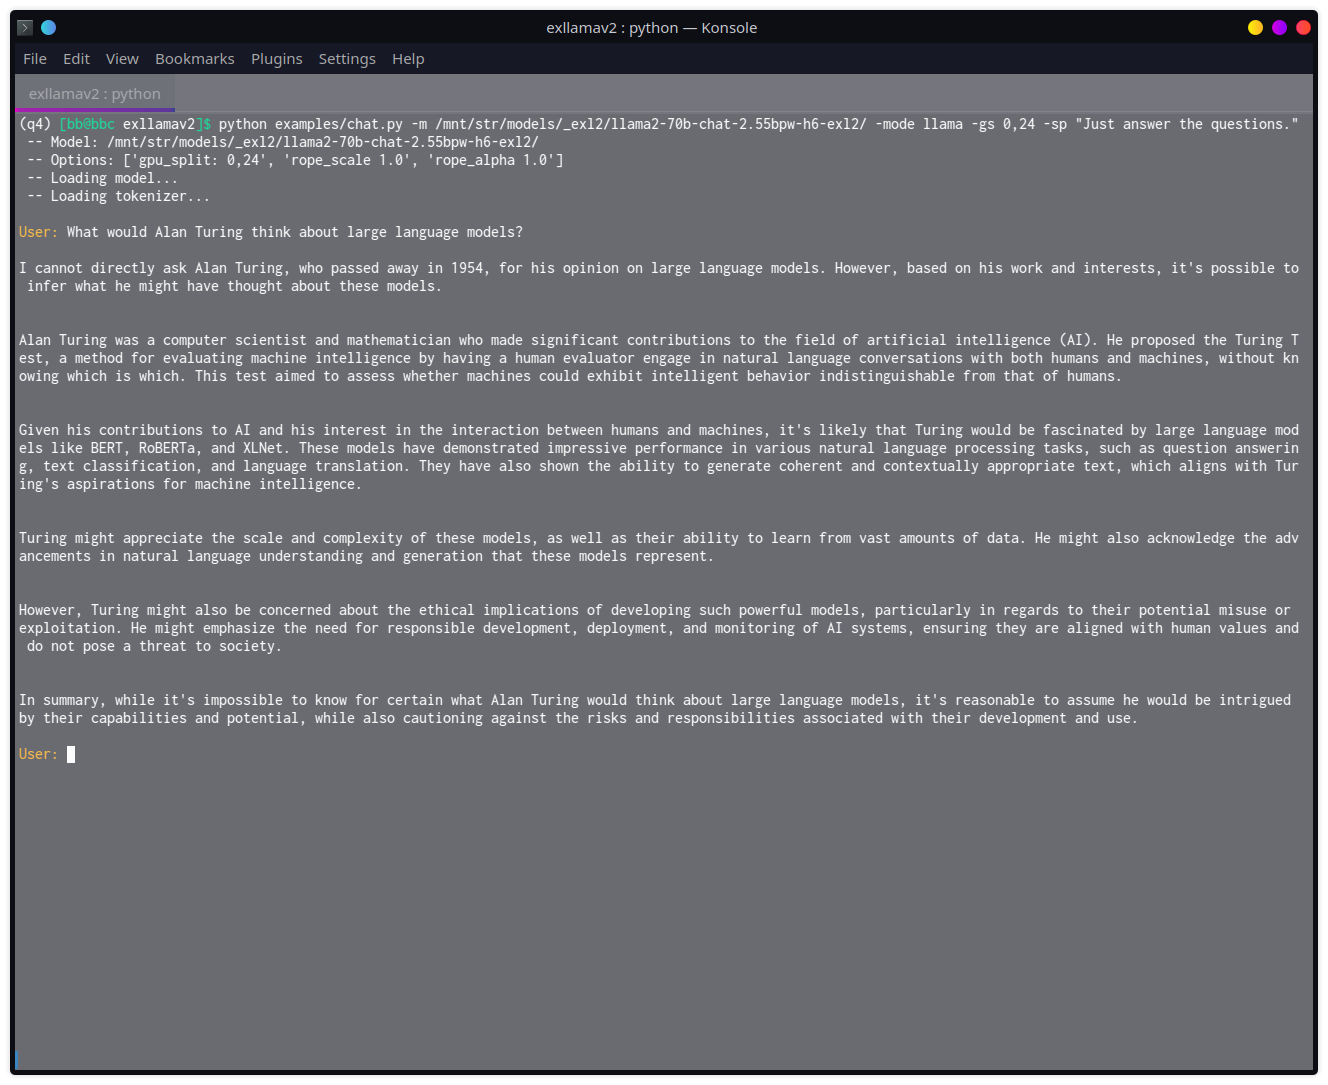 exllamav2 : python — Konsole
File Edit View Bookmarks Plugins Settings Help
exllamav2 : python
(q4) [bb@bbc exllamav2]$ python examples/chat.py -m /mnt/str/models/_exl2/llama2-70b-chat-2.55bpw-h6-exl2/ -mode llama -gs 0,24 -sp "Just answer the questions."
-- Model: /mnt/str/models/_exl2/llama2-70b-chat-2.55bpw-h6-exl2/
-- Options: ['gpu_split: 0,24', 'rope_scale 1.0', 'rope_alpha 1.0']
-- Loading model...
-- Loading tokenizer...
User: What would Alan Turing think about large language models?
I cannot directly ask Alan Turing, who passed away in 1954, for his opinion on large language models. However, based on his work and interests, it's possible to
infer what he might have thought about these models.
Alan Turing was a computer scientist and mathematician who made significant contributions to the field of artificial intelligence (AI). He proposed the Turing T
est, a method for evaluating machine intelligence by having a human evaluator engage in natural language conversations with both humans and machines, without kn
owing which is which. This test aimed to assess whether machines could exhibit intelligent behavior indistinguishable from that of humans.
Given his contributions to AI and his interest in the interaction between humans and machines, it's likely that Turing would be fascinated by large language mod
els like BERT, RoBERTa, and XLNet. These models have demonstrated impressive performance in various natural language processing tasks, such as question answerin
g, text classification, and language translation. They have also shown the ability to generate coherent and contextually appropriate text, which aligns with Tur
ing's aspirations for machine intelligence.
Turing might appreciate the scale and complexity of these models, as well as their ability to learn from vast amounts of data. He might also acknowledge the adv
ancements in natural language understanding and generation that these models represent.
However, Turing might also be concerned about the ethical implications of developing such powerful models, particularly in regards to their potential misuse or
exploitation. He might emphasize the need for responsible development, deployment, and monitoring of AI systems, ensuring they are aligned with human values and
do not pose a threat to society.
In summary, while it's impossible to know for certain what Alan Turing would think about large language models, it's reasonable to assume he would be intrigued
by their capabilities and potential, while also cautioning against the risks and responsibilities associated with their development and use.
User: